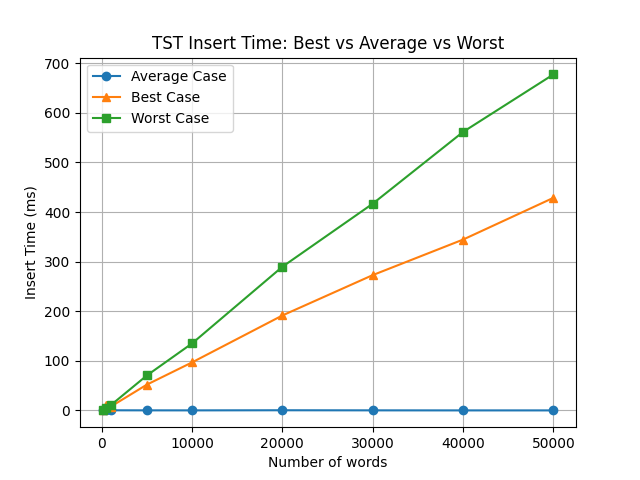 TST Insert Time: Best vs Average vs Worst
Average Case
Best Case
Worst Case
700
600
500
400
300
200
100
0
Insert Time (ms)
0 10000 20000 30000 40000 50000
Number of words